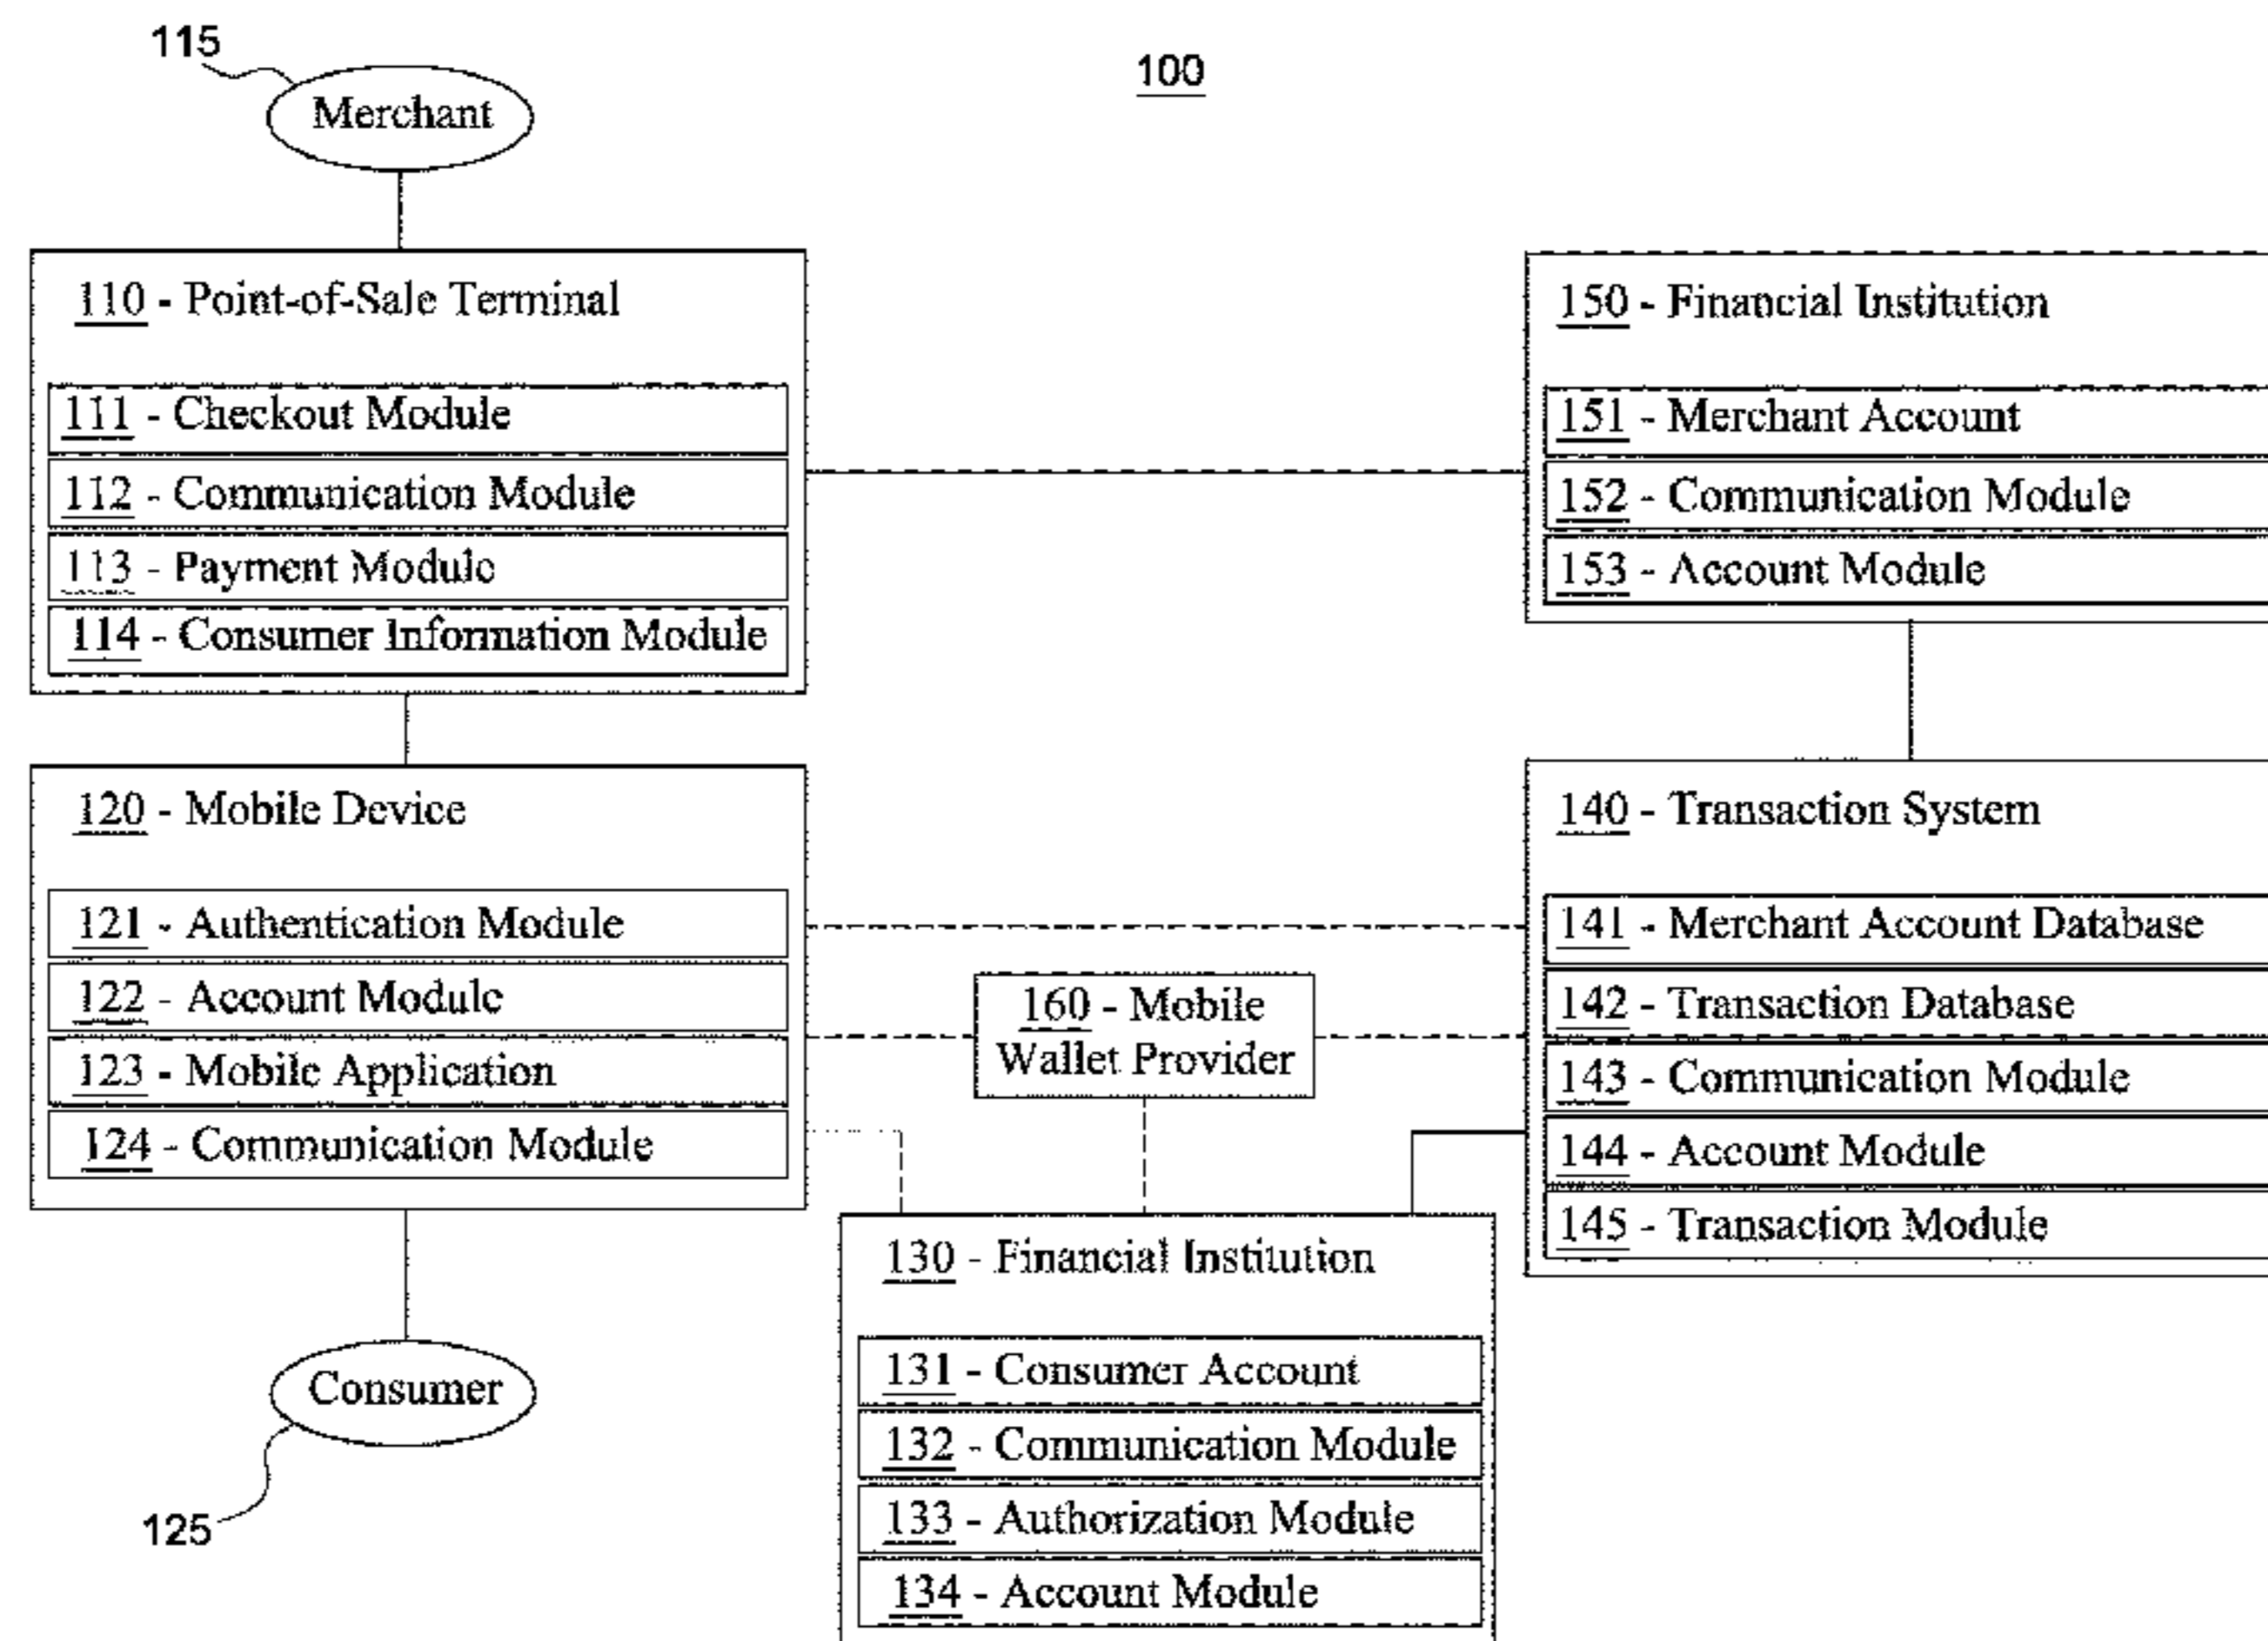 115
Merchant
100
110 - Point-of-Sale Terminal
111 - Checkout Module
112 - Communication Module
113 - Payment Module
114 - Consumer Information Module
150 - Financial Institution
151 - Merchant Account
152 - Communication Module
153 - Account Module
120 - Mobile Device
121 - Authentication Module
122 - Account Module
123 - Mobile Application
124 - Communication Module
160 - Mobile
Wallet Provider
140 - Transaction System
141 - Merchant Account Database
142 - Transaction Database
143 - Communication Module
144 - Account Module
145 - Transaction Module
130 - Financial Institution
131 - Consumer Account
132 - Communication Module
133 - Authorization Module
134 - Account Module
Consumer
125